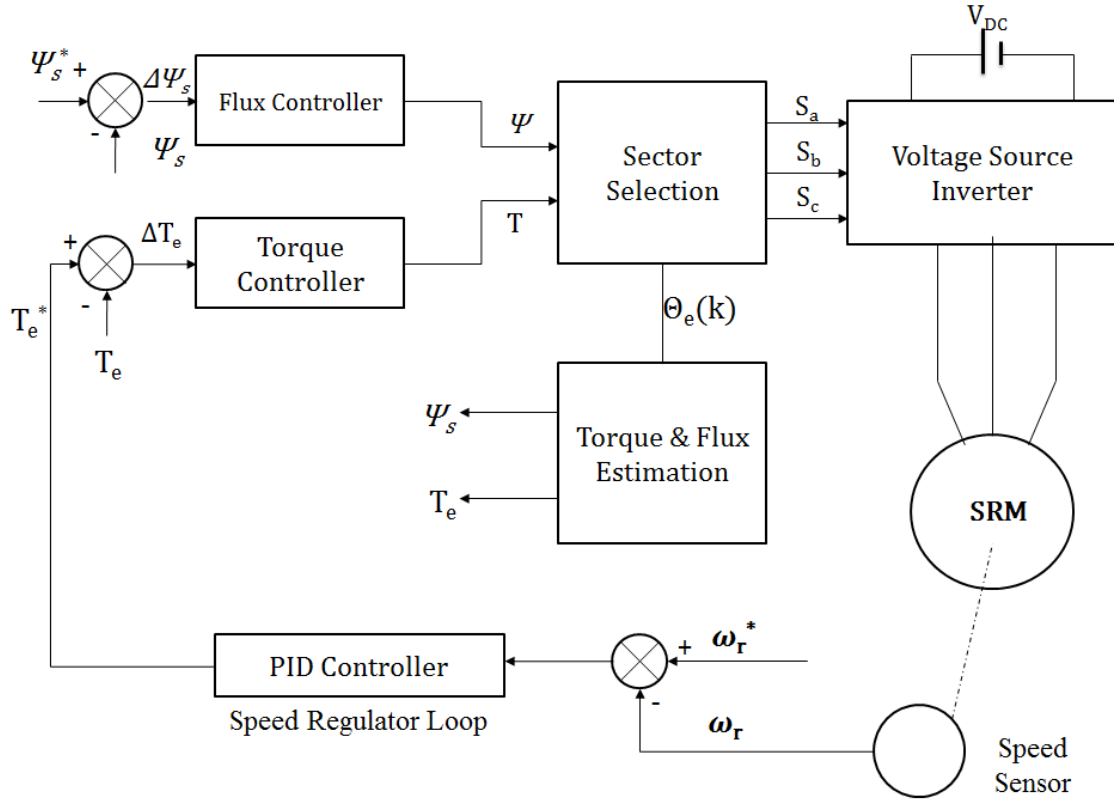 V_DC
Ψ_s^* +
ΔΨ_s
Flux Controller
-
Ψ_s
Ψ
Sector
Selection
S_a
S_b
S_c
Voltage Source
Inverter
+
ΔT_e
Torque
Controller
T
-
T_e^*
T_e
Θ_e(k)
Ψ_s
T_e
Torque & Flux
Estimation
SRM
PID Controller
Speed Regulator Loop
+
ω_r^*
-
ω_r
Speed
Sensor